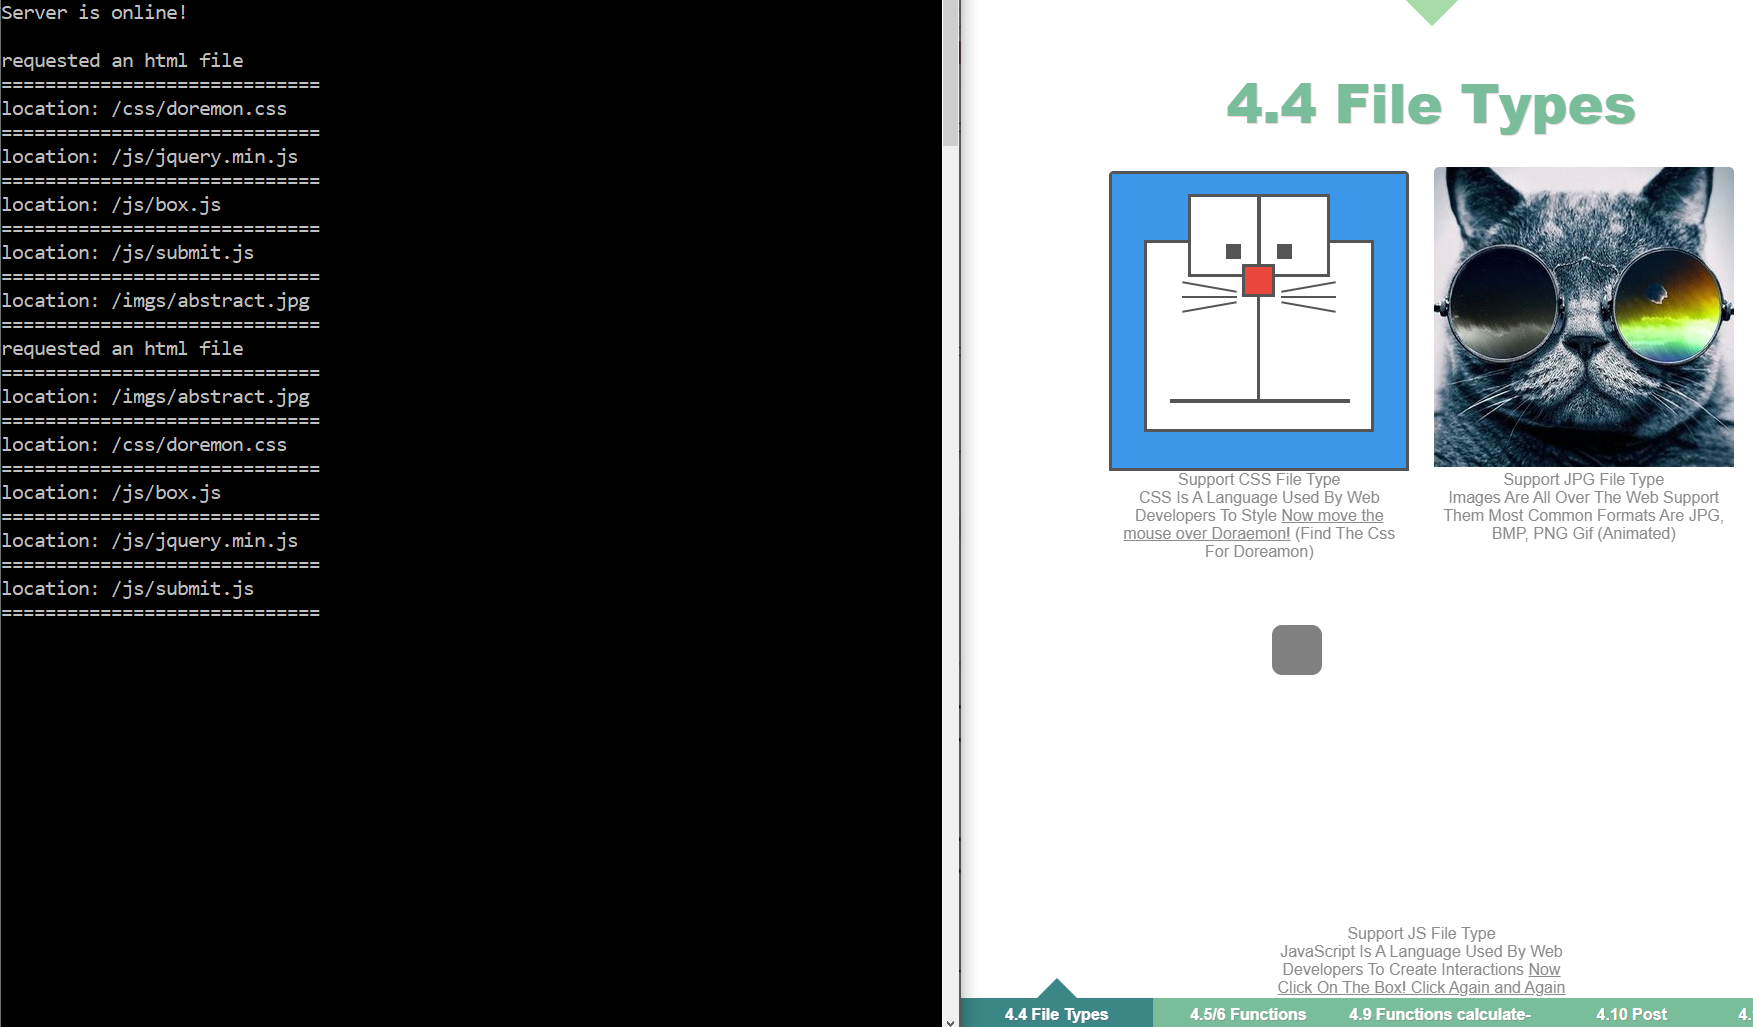 Server is online!
requested an html file
=============================
location: /css/doremon.css
=============================
location: /js/jquery.min.js
=============================
location: /js/box.js
=============================
location: /js/submit.js
=============================
location: /imgs/abstract.jpg
=============================
requested an html file
=============================
location: /imgs/abstract.jpg
=============================
location: /css/doremon.css
=============================
location: /js/box.js
=============================
location: /js/jquery.min.js
=============================
location: /js/submit.js
=============================
4.4 File Types
Support CSS File Type
CSS Is A Language Used By Web
Developers To Style Now move the
mouse over Doraemon! (Find The Css
For Doreamon)
Support JPG File Type
Images Are All Over The Web Support
Them Most Common Formats Are JPG,
BMP, PNG Gif (Animated)
Support JS File Type
JavaScript Is A Language Used By Web
Developers To Create Interactions Now
Click On The Box! Click Again and Again
4.4 File Types
4.5/6 Functions
4.9 Functions calculate-
4.10 Post
4.